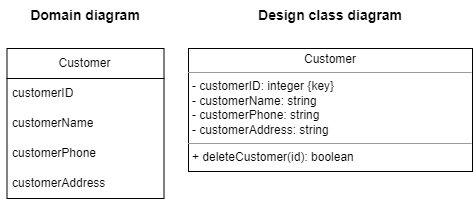 Domain diagram
Customer
customerID
customerName
customerPhone
customerAddress
Design class diagram
Customer
- customerID: integer {key}
- customerName: string
- customerPhone: string
- customerAddress: string
+ deleteCustomer(id): boolean